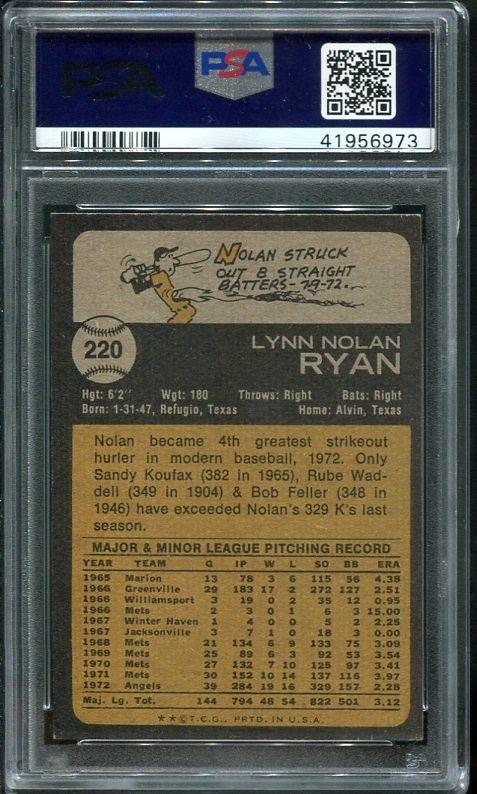 PSA
PSA
41956973
NOLAN STRUCK
OUT 8 STRAIGHT
BATTERS-7-9-72...
220
LYNN NOLAN
RYAN
Hgt: 6'2" Wgt: 180 Throws: Right Bats: Right
Born: 1-31-47, Refugio, Texas Home: Alvin, Texas
Nolan became 4th greatest strikeout
hurler in modern baseball, 1972. Only
Sandy Koufax (382 in 1965), Rube Wad-
dell (349 in 1904) & Bob Feller (348 in
1946) have exceeded Nolan's 329 K's last
season.
MAJOR & MINOR LEAGUE PITCHING RECORD
YEAR TEAM G IP W L SO BB ERA
1965 Marion 13 78 3 6 115 56 4.38
1966 Greenville 29 183 17 2 272 127 2.51
1966 Williamsport 3 19 0 2 35 12 0.95
1966 Mets 2 3 0 1 6 3 15.00
1967 Winter Haven 1 4 0 0 5 2 2.25
1967 Jacksonville 3 7 1 0 18 3 0.00
1968 Mets 21 134 6 9 133 75 3.09
1969 Mets 25 89 6 3 92 53 3.54
1970 Mets 27 132 7 10 125 97 3.41
1971 Mets 30 152 10 14 137 116 3.97
1972 Angels 39 284 19 16 329 157 2.28
Maj. Lg. Tot. 144 794 48 54 822 501 3.12
**©T.C.G., PRTD. IN U.S.A.